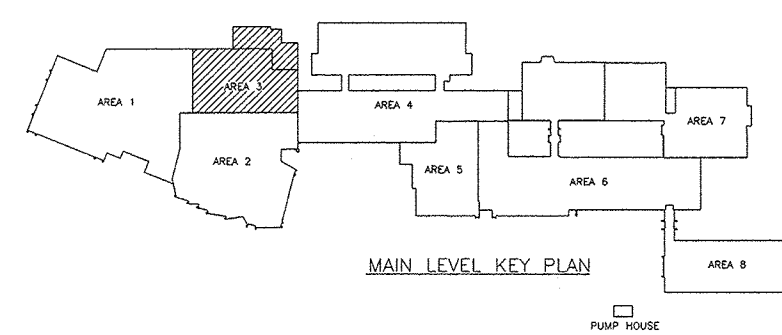 AREA 1
AREA 2
AREA 3
AREA 4
AREA 5
AREA 6
AREA 7
AREA 8
MAIN LEVEL KEY PLAN
PUMP HOUSE